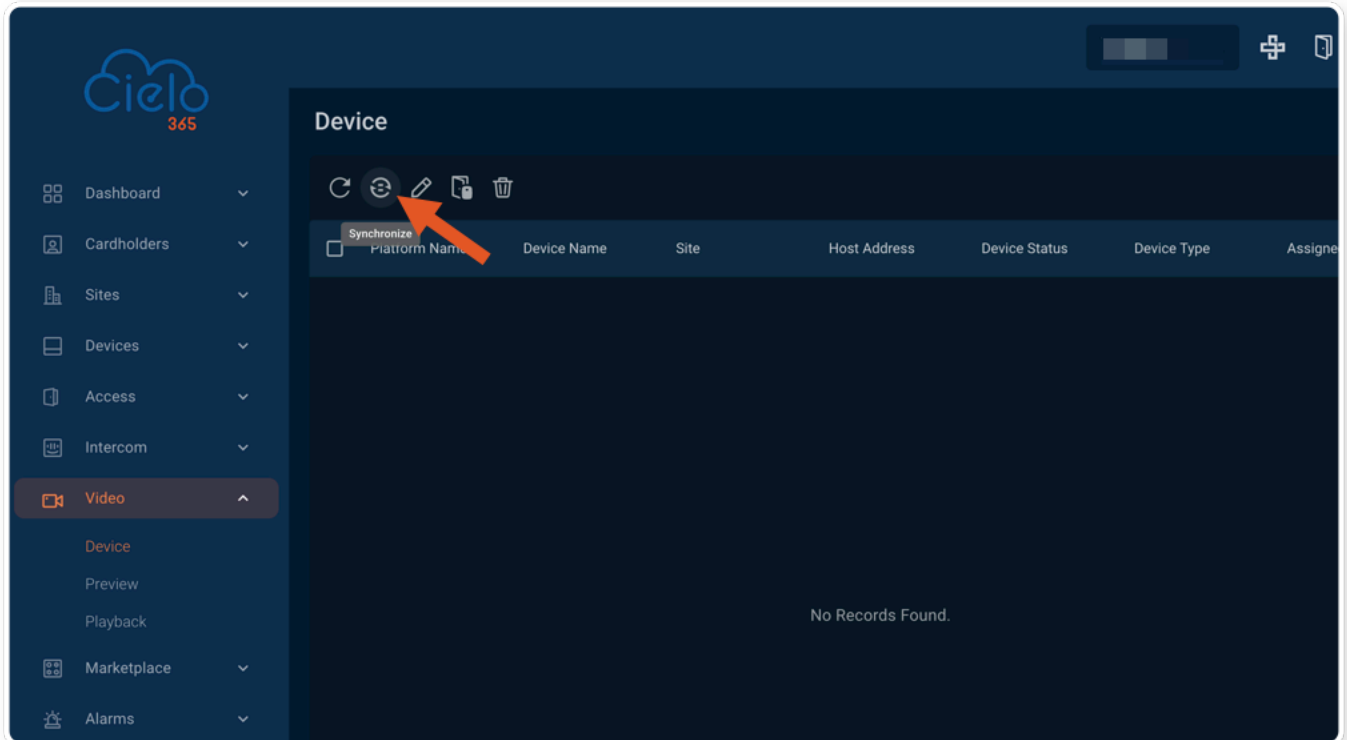 Cielo
365
Device
Dashboard
Cardholders
Sites
Devices
Access
Intercom
Video
Device
Preview
Playback
Marketplace
Alarms
Synchronize
Platform Name
Device Name
Site
Host Address
Device Status
Device Type
Assigne
No Records Found.